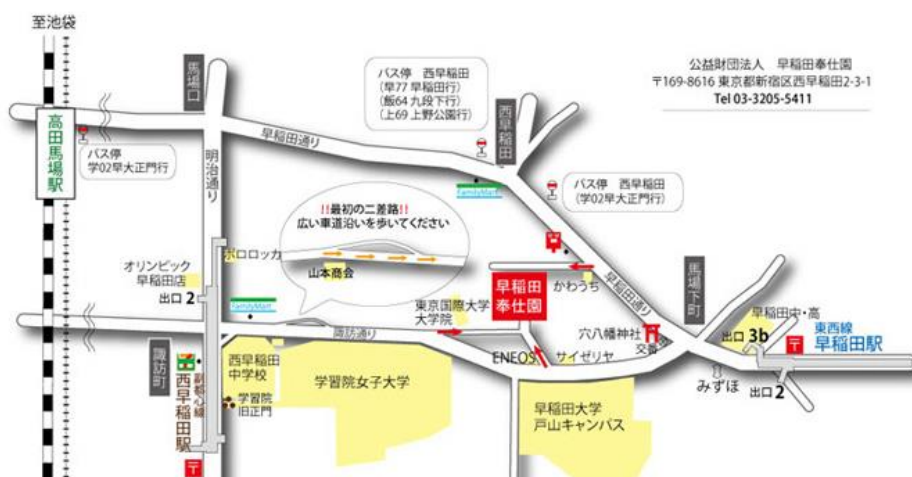 至池袋
公益財団法人　早稲田奉仕園
〒169-8616 東京都新宿区西早稲田2-3-1
Tel 03-3205-5411
馬場口
バス停　西早稲田
(早77 早稲田行)
(飯64 九段下行)
(上69 上野公園行)
西早稲田
高田馬場駅
バス停
学02早大正門行
早稲田通り
明治通り
FamilyMart
バス停　西早稲田
(学02早大正門行)
!!最初の二差路!!
広い車道沿いを歩いてください
山本商会
ポロロッカ
オリンピック
早稲田店
出口 2
FamilyMart
早稲田
奉仕園
かわうち
早稲田通り
馬場下町
東京国際大学
大学院
諏訪通り
穴八幡神社
交番
早稲田中・高
出口 3b
東西線
早稲田駅
みずほ
出口 2
ENEOS
サイゼリヤ
諏訪町
副都心線
西早稲田駅
西早稲田
中学校
学習院
旧正門
学習院女子大学
早稲田大学
戸山キャンパス